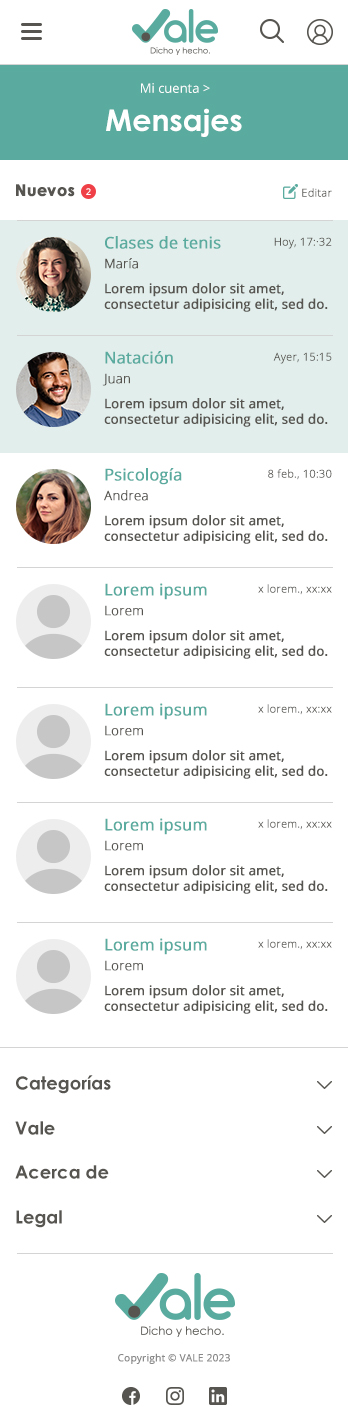 Vale
Dicho y hecho.
Mi cuenta >
Mensajes
Nuevos 2
Editar
Clases de tenis
Hoy, 17:·32
María
Lorem ipsum dolor sit amet,
consectetur adipisicing elit, sed do.
Natación
Ayer, 15:15
Juan
Lorem ipsum dolor sit amet,
consectetur adipisicing elit, sed do.
Psicología
8 feb., 10:30
Andrea
Lorem ipsum dolor sit amet,
consectetur adipisicing elit, sed do.
Lorem ipsum
x lorem., xx:xx
Lorem
Lorem ipsum dolor sit amet,
consectetur adipisicing elit, sed do.
Lorem ipsum
x lorem., xx:xx
Lorem
Lorem ipsum dolor sit amet,
consectetur adipisicing elit, sed do.
Lorem ipsum
x lorem., xx:xx
Lorem
Lorem ipsum dolor sit amet,
consectetur adipisicing elit, sed do.
Lorem ipsum
x lorem., xx:xx
Lorem
Lorem ipsum dolor sit amet,
consectetur adipisicing elit, sed do.
Categorías
Vale
Acerca de
Legal
Vale
Dicho y hecho.
Copyright © VALE 2023